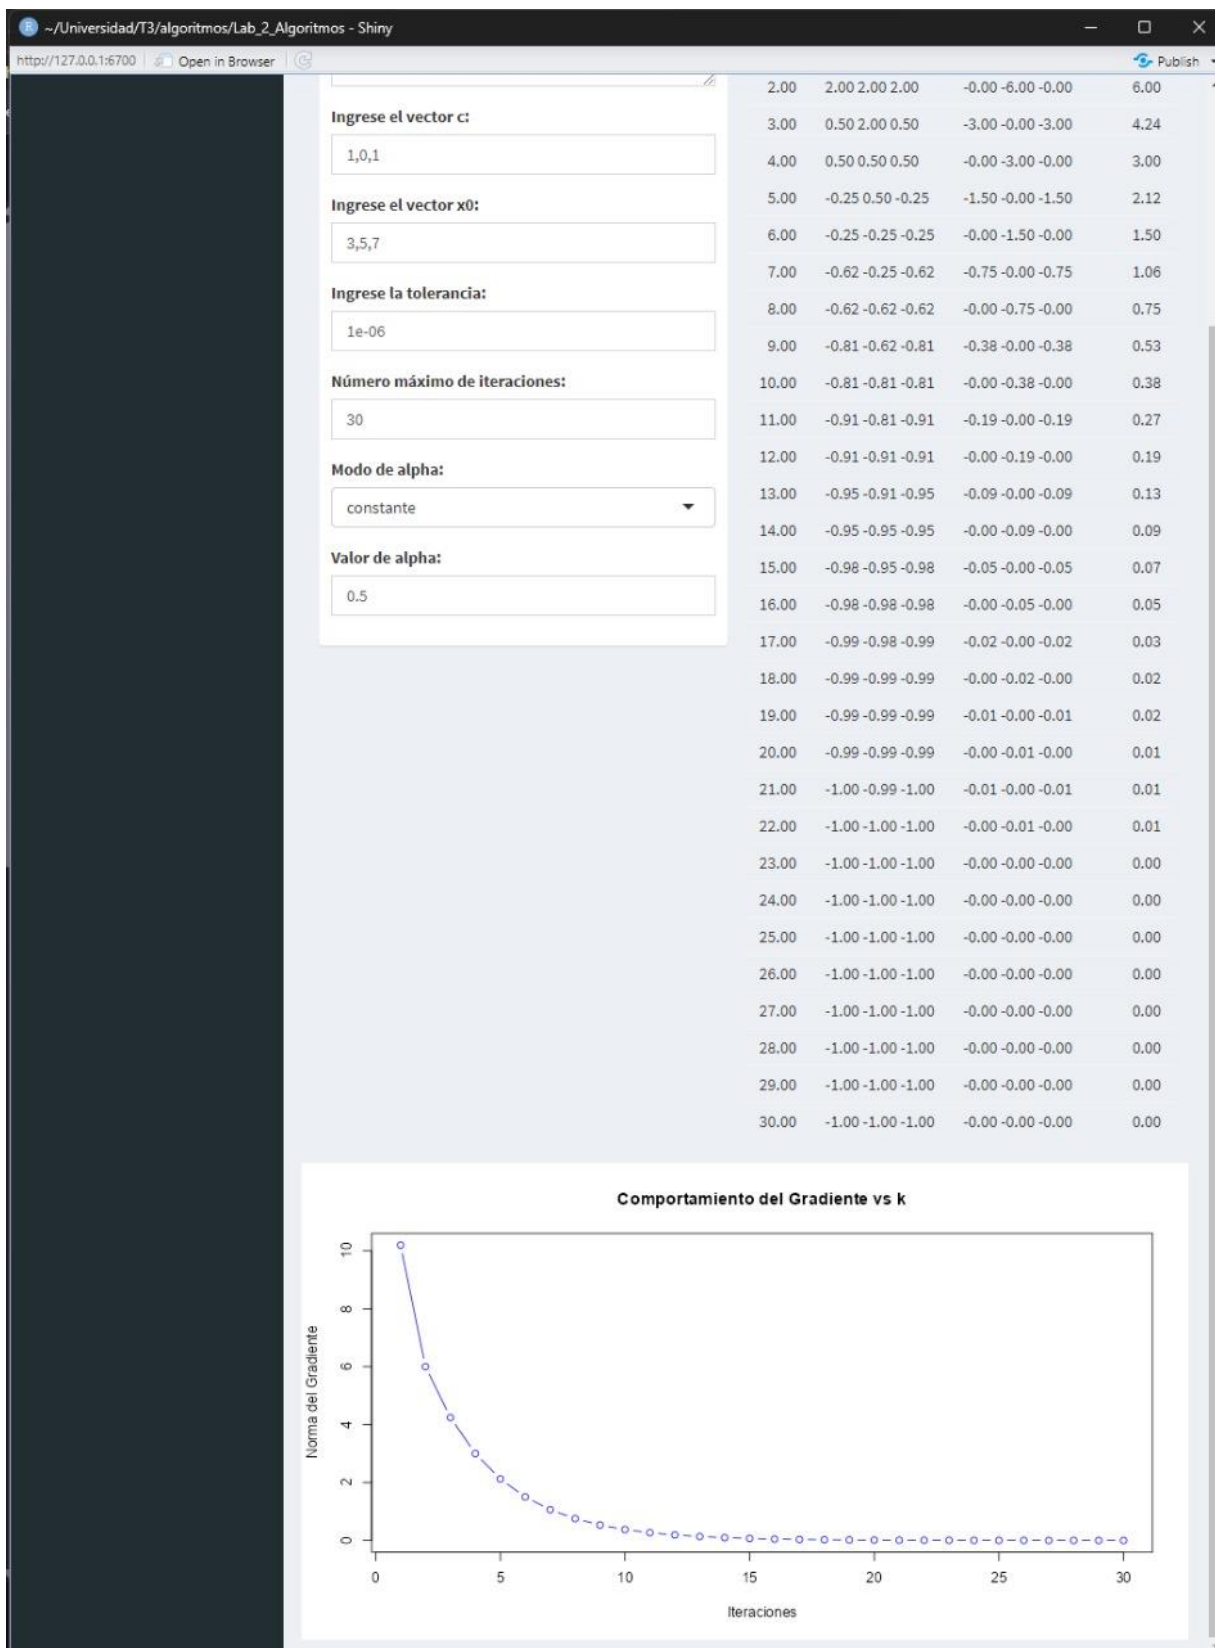 ~/Universidad/T3/algoritmos/Lab_2_Algoritmos - Shiny
http://127.0.0.1:6700 Open in Browser Publish
Ingrese el vector c:
1,0,1
Ingrese el vector x0:
3,5,7
Ingrese la tolerancia:
1e-06
Número máximo de iteraciones:
30
Modo de alpha:
constante
Valor de alpha:
0.5
2.00 2.00 2.00 2.00 -0.00 -6.00 -0.00 6.00
3.00 0.50 2.00 0.50 -3.00 -0.00 -3.00 4.24
4.00 0.50 0.50 0.50 -0.00 -3.00 -0.00 3.00
5.00 -0.25 0.50 -0.25 -1.50 -0.00 -1.50 2.12
6.00 -0.25 -0.25 -0.25 -0.00 -1.50 -0.00 1.50
7.00 -0.62 -0.25 -0.62 -0.75 -0.00 -0.75 1.06
8.00 -0.62 -0.62 -0.62 -0.00 -0.75 -0.00 0.75
9.00 -0.81 -0.62 -0.81 -0.38 -0.00 -0.38 0.53
10.00 -0.81 -0.81 -0.81 -0.00 -0.38 -0.00 0.38
11.00 -0.91 -0.81 -0.91 -0.19 -0.00 -0.19 0.27
12.00 -0.91 -0.91 -0.91 -0.00 -0.19 -0.00 0.19
13.00 -0.95 -0.91 -0.95 -0.09 -0.00 -0.09 0.13
14.00 -0.95 -0.95 -0.95 -0.00 -0.09 -0.00 0.09
15.00 -0.98 -0.95 -0.98 -0.05 -0.00 -0.05 0.07
16.00 -0.98 -0.98 -0.98 -0.00 -0.05 -0.00 0.05
17.00 -0.99 -0.98 -0.99 -0.02 -0.00 -0.02 0.03
18.00 -0.99 -0.99 -0.99 -0.00 -0.02 -0.00 0.02
19.00 -0.99 -0.99 -0.99 -0.01 -0.00 -0.01 0.02
20.00 -0.99 -0.99 -0.99 -0.00 -0.01 -0.00 0.01
21.00 -1.00 -0.99 -1.00 -0.01 -0.00 -0.01 0.01
22.00 -1.00 -1.00 -1.00 -0.00 -0.01 -0.00 0.01
23.00 -1.00 -1.00 -1.00 -0.00 -0.00 -0.00 0.00
24.00 -1.00 -1.00 -1.00 -0.00 -0.00 -0.00 0.00
25.00 -1.00 -1.00 -1.00 -0.00 -0.00 -0.00 0.00
26.00 -1.00 -1.00 -1.00 -0.00 -0.00 -0.00 0.00
27.00 -1.00 -1.00 -1.00 -0.00 -0.00 -0.00 0.00
28.00 -1.00 -1.00 -1.00 -0.00 -0.00 -0.00 0.00
29.00 -1.00 -1.00 -1.00 -0.00 -0.00 -0.00 0.00
30.00 -1.00 -1.00 -1.00 -0.00 -0.00 -0.00 0.00
Comportamiento del Gradiente vs k
Norma del Gradiente
10
8
6
4
2
0
0 5 10 15 20 25 30
Iteraciones